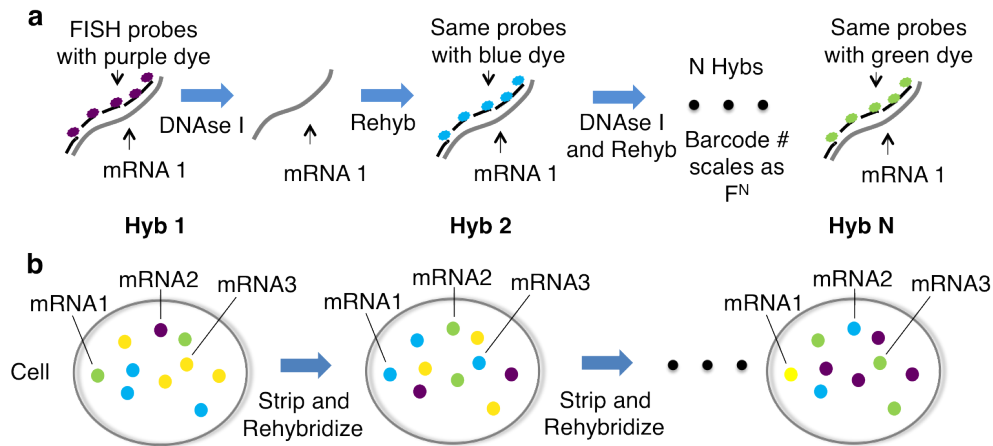 a
FISH probes
with purple dye
DNAse I
mRNA 1
mRNA 1
Rehyb
Same probes
with blue dye
mRNA 1
DNAse I
and Rehyb
N Hybs
Barcode #
scales as
Fᴺ
Same probes
with green dye
mRNA 1
Hyb 1
Hyb 2
Hyb N
b
mRNA1
mRNA2
mRNA3
Cell
Strip and
Rehybridize
mRNA1
mRNA2
mRNA3
Strip and
Rehybridize
mRNA1
mRNA2
mRNA3